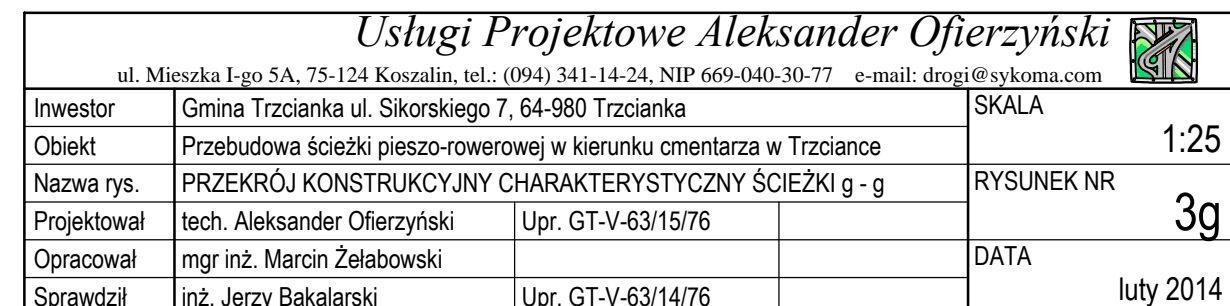 Usługi Projektowe Aleksander Ofierzyński
ul. Mieszka I-go 5A, 75-124 Koszalin, tel.: (094) 341-14-24, NIP 669-040-30-77 e-mail: drogi@sykoma.com
Inwestor Gmina Trzcianka ul. Sikorskiego 7, 64-980 Trzcianka SKALA
Obiekt Przebudowa ścieżki pieszo-rowerowej w kierunku cmentarza w Trzciance 1:25
Nazwa rys. PRZEKRÓJ KONSTRUKCYJNY CHARAKTERYSTYCZNY ŚCIEŻKI g - g RYSUNEK NR
Projektował tech. Aleksander Ofierzyński Upr. GT-V-63/15/76 3g
Opracował mgr inż. Marcin Żełabowski DATA
Sprawdził inż. Jerzy Bakalarski Upr. GT-V-63/14/76 luty 2014